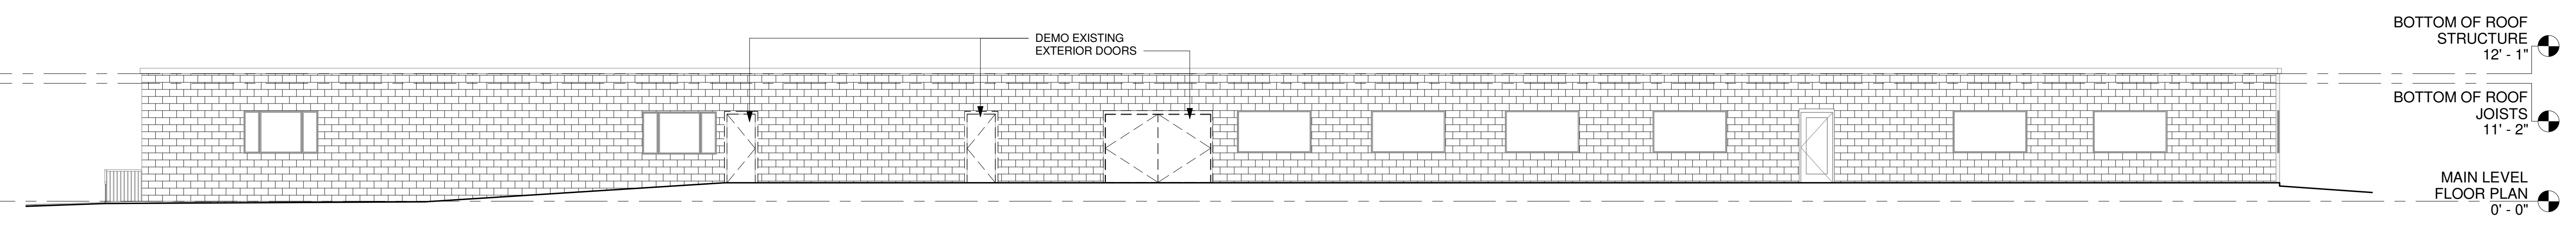 DEMO EXISTING
EXTERIOR DOORS
BOTTOM OF ROOF
STRUCTURE
12' - 1"
BOTTOM OF ROOF
JOISTS
11' - 2"
MAIN LEVEL
FLOOR PLAN
0' - 0"